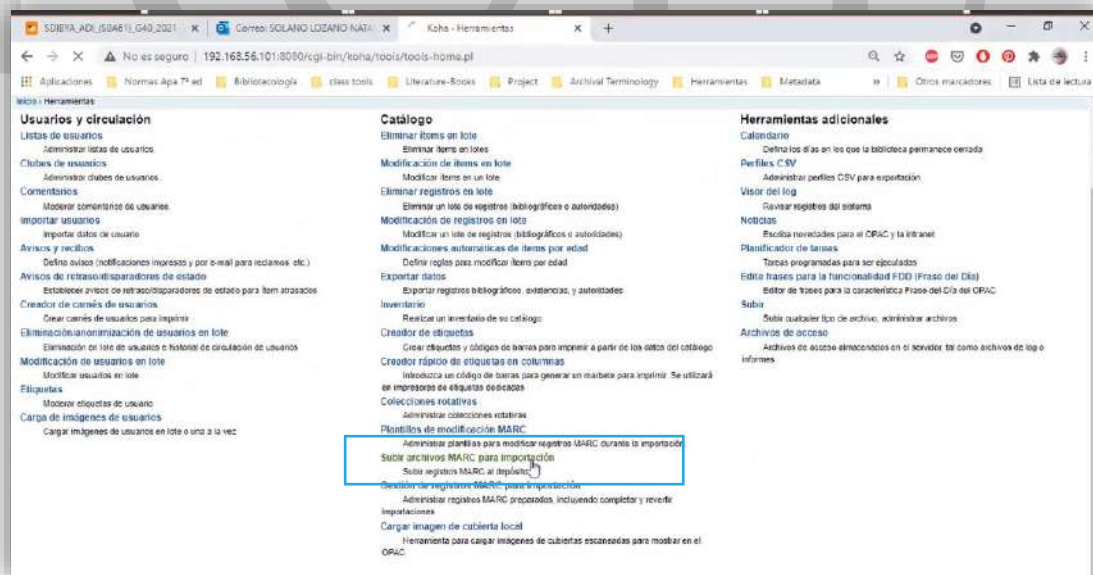 SDIBYA_ADI_(SBA61)_G40_2021
Correo: SOLANO LOZANO NATA
Koha › Herramientas
No es seguro | 192.168.56.101:8080/cgi-bin/koha/tools/tools-home.pl
Aplicaciones Normas Apa 7ª ed Bibliotecología class tools Literature-Books Project Archival Terminology Herramientas Metadata » Otros marcadores Lista de lectura
Inicio › Herramientas
Usuarios y circulación
Listas de usuarios
Administrar listas de usuarios.
Clubes de usuarios
Administrar clubes de usuarios.
Comentarios
Moderar comentarios de usuarios.
Importar usuarios
Importar datos de usuario
Avisos y recibos
Defina avisos (notificaciones impresas y por e-mail para reclamos, etc.)
Avisos de retraso/disparadores de estado
Establecer avisos de retraso/disparadores de estado para ítem atrasados
Creador de carnés de usuarios
Crear carnés de usuarios para imprimir
Eliminación/anonimización de usuarios en lote
Eliminación en lote de usuarios e historial de circulación de usuarios
Modificación de usuarios en lote
Modificar usuarios en lote
Etiquetas
Moderar etiquetas de usuario
Carga de imágenes de usuarios
Cargar imágenes de usuarios en lote o una a la vez
Catálogo
Eliminar ítems en lote
Eliminar ítems en lotes
Modificación de ítems en lote
Modificar ítems en un lote
Eliminar registros en lote
Eliminar un lote de registros (bibliográficos o autoridades)
Modificación de registros en lote
Modificar un lote de registros (bibliográficos o autoridades)
Modificaciones automáticas de ítems por edad
Definir reglas para modificar ítems por edad
Exportar datos
Exportar registros bibliográficos, existencias, y autoridades
Inventario
Realizar un inventario de su catálogo
Creador de etiquetas
Crear etiquetas y códigos de barras para imprimir a partir de los datos del catálogo
Creador rápido de etiquetas en columnas
Introduzca un código de barras para generar un marbete para imprimir. Se utilizará
en impresoras de etiquetas dedicadas
Colecciones rotativas
Administrar colecciones rotativas
Plantillas de modificación MARC
Administrar plantillas para modificar registros MARC durante la importación
Subir archivos MARC para importación
Subir registros MARC al depósito
Gestión de registros MARC para importación
Administrar registros MARC preparados, incluyendo completar y revertir
importaciones
Cargar imagen de cubierta local
Herramienta para cargar imágenes de cubiertas escaneadas para mostrar en el
OPAC
Herramientas adicionales
Calendario
Defina los días en los que la biblioteca permanece cerrada
Perfiles CSV
Administrar perfiles CSV para exportación
Visor del log
Revisar registros del sistema
Noticias
Escriba novedades para el OPAC y la intranet
Planificador de tareas
Tareas programadas para ser ejecutadas
Edite frases para la funcionalidad FDD (Frase del Día)
Editor de frases para la característica Frase-del-Día del OPAC
Subir
Subir cualquier tipo de archivo, administrar archivos
Archivos de acceso
Archivos de acceso almacenados en el servidor tal como archivos de log o
informes